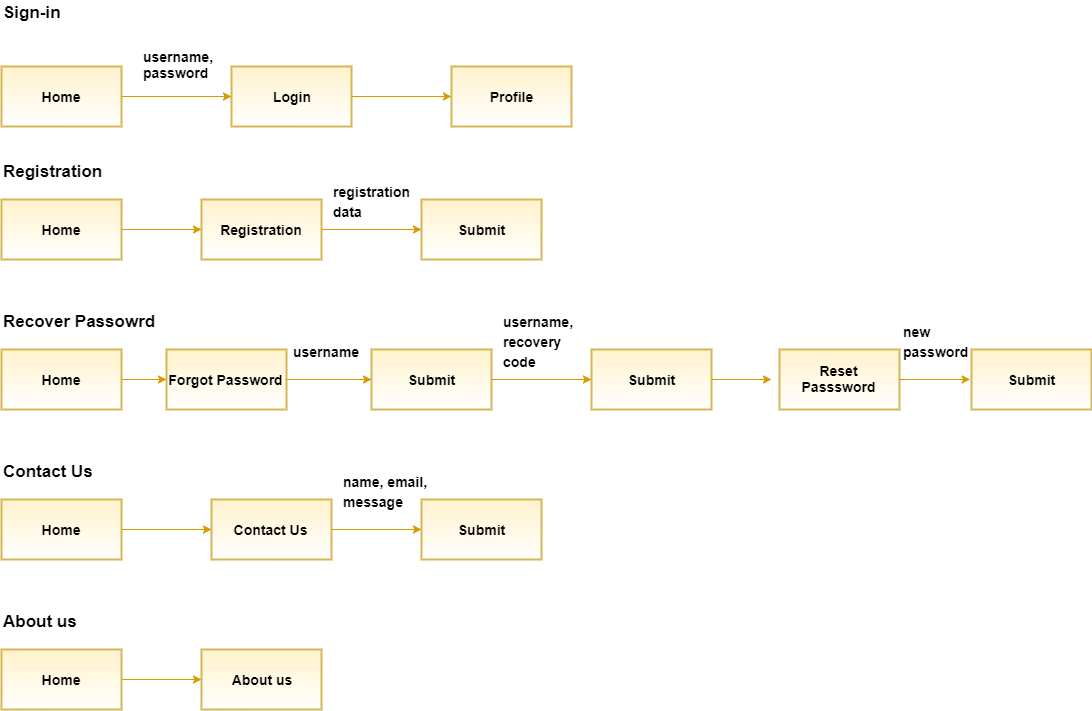 Sign-in
username,
password
Home
Login
Profile
Registration
registration
data
Home
Registration
Submit
Recover Passowrd
username
username,
recovery
code
new
password
Home
Forgot Password
Submit
Submit
Reset
Passsword
Submit
Contact Us
name, email,
message
Home
Contact Us
Submit
About us
Home
About us